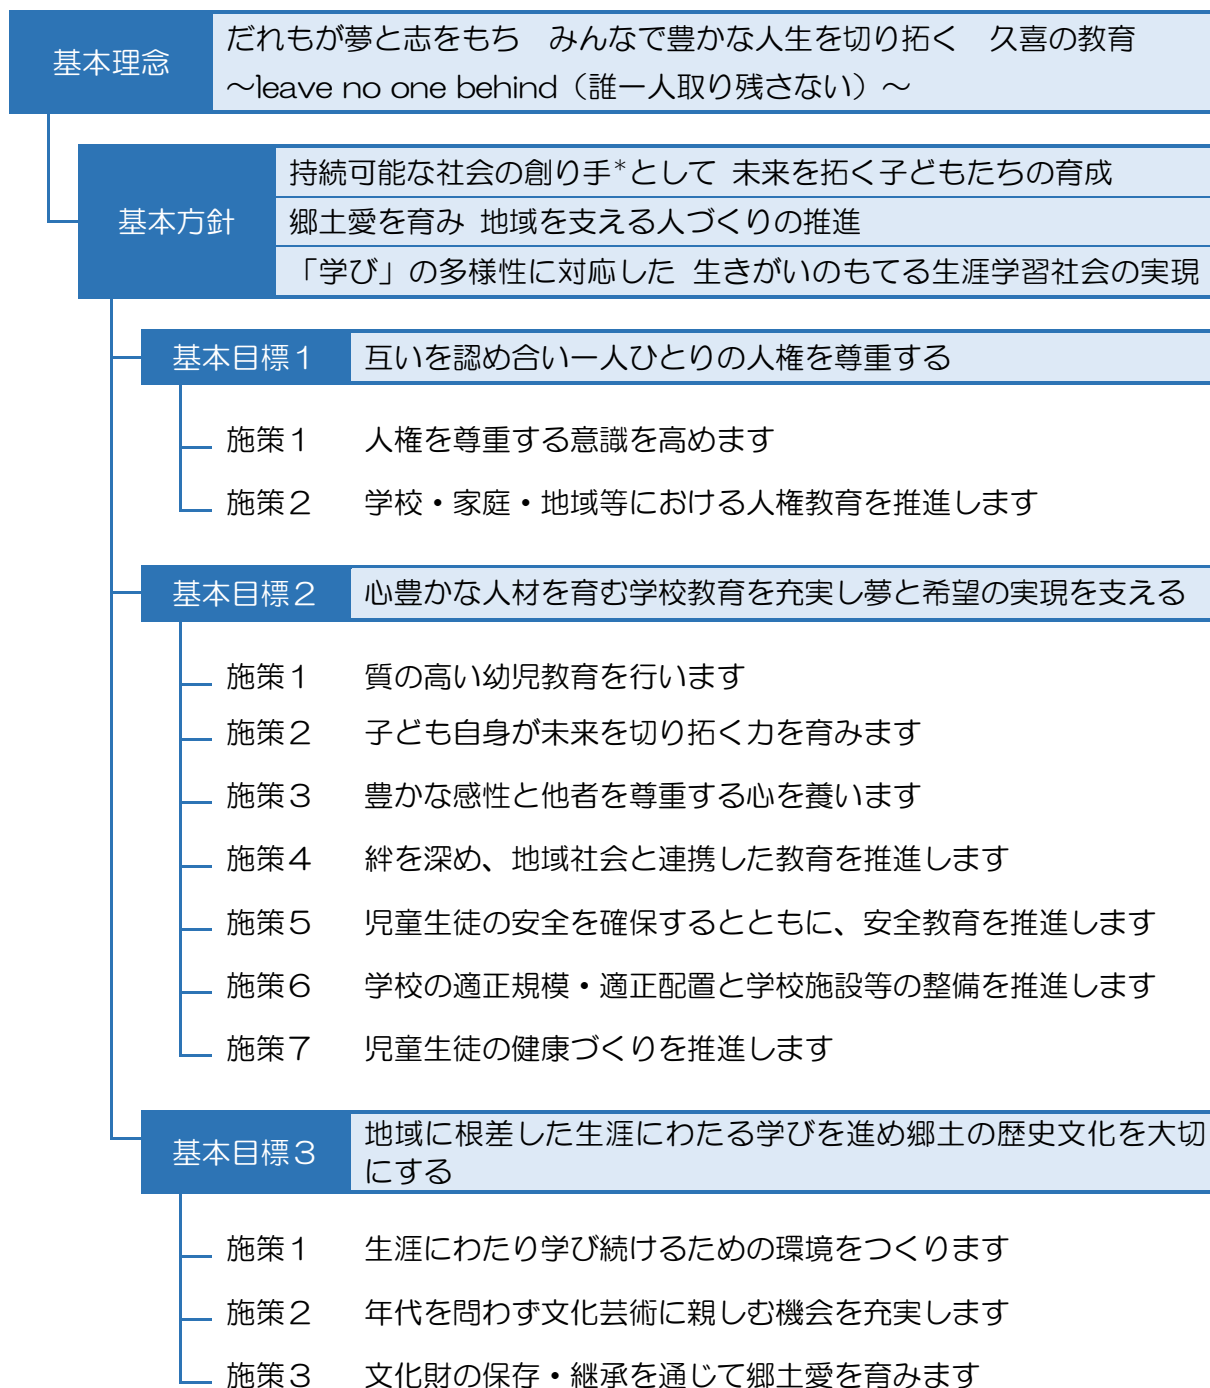 基本理念
だれもが夢と志をもち　みんなで豊かな人生を切り拓く　久喜の教育
～leave no one behind（誰一人取り残さない）～
基本方針
持続可能な社会の創り手*として 未来を拓く子どもたちの育成
郷土愛を育み 地域を支える人づくりの推進
「学び」の多様性に対応した 生きがいのもてる生涯学習社会の実現
基本目標１　互いを認め合い一人ひとりの人権を尊重する
施策１　人権を尊重する意識を高めます
施策２　学校・家庭・地域等における人権教育を推進します
基本目標２　心豊かな人材を育む学校教育を充実し夢と希望の実現を支える
施策１　質の高い幼児教育を行います
施策２　子ども自身が未来を切り拓く力を育みます
施策３　豊かな感性と他者を尊重する心を養います
施策４　絆を深め、地域社会と連携した教育を推進します
施策５　児童生徒の安全を確保するとともに、安全教育を推進します
施策６　学校の適正規模・適正配置と学校施設等の整備を推進します
施策７　児童生徒の健康づくりを推進します
基本目標３
地域に根差した生涯にわたる学びを進め郷土の歴史文化を大切
にする
施策１　生涯にわたり学び続けるための環境をつくります
施策２　年代を問わず文化芸術に親しむ機会を充実します
施策３　文化財の保存・継承を通じて郷土愛を育みます